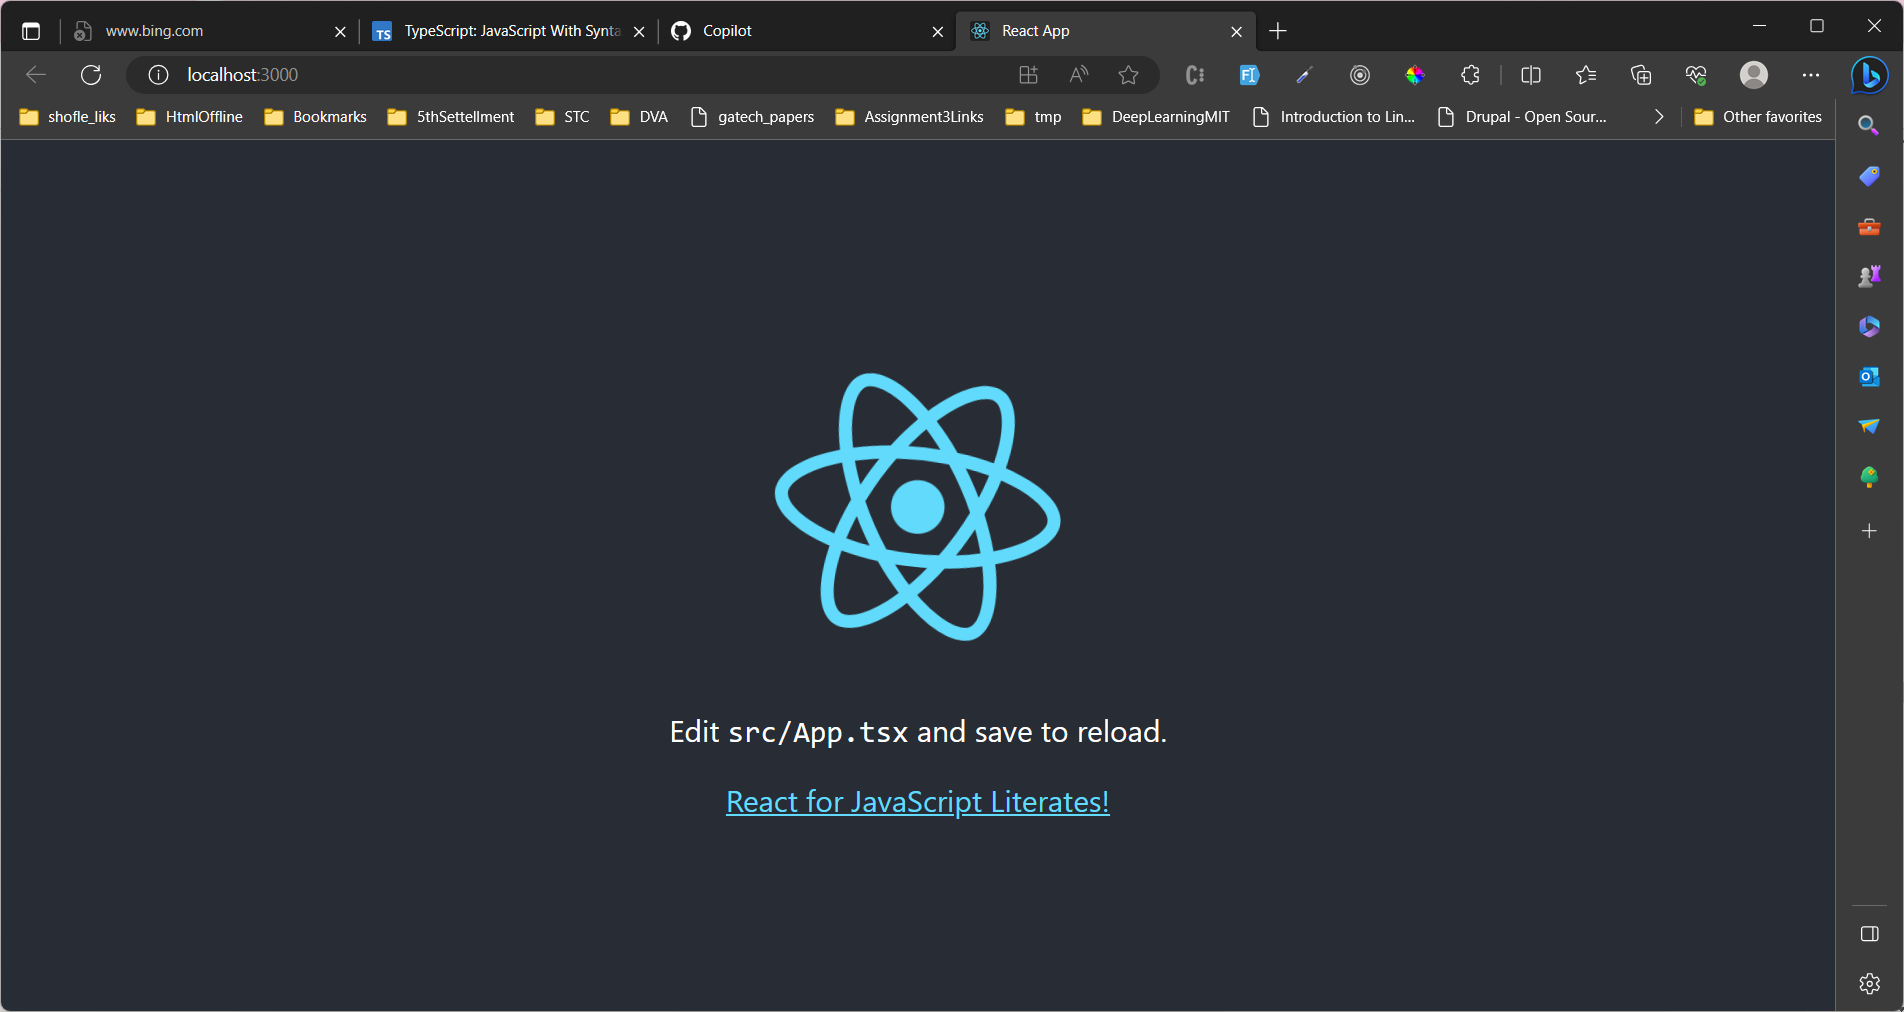 www.bing.com
TypeScript: JavaScript With Synta
Copilot
React App
localhost:3000
shofle_liks
HtmlOffline
Bookmarks
5thSettellment
STC
DVA
gatech_papers
Assignment3Links
tmp
DeepLearningMIT
Introduction to Lin...
Drupal - Open Sour...
Other favorites
Edit src/App.tsx and save to reload.
React for JavaScript Literates!